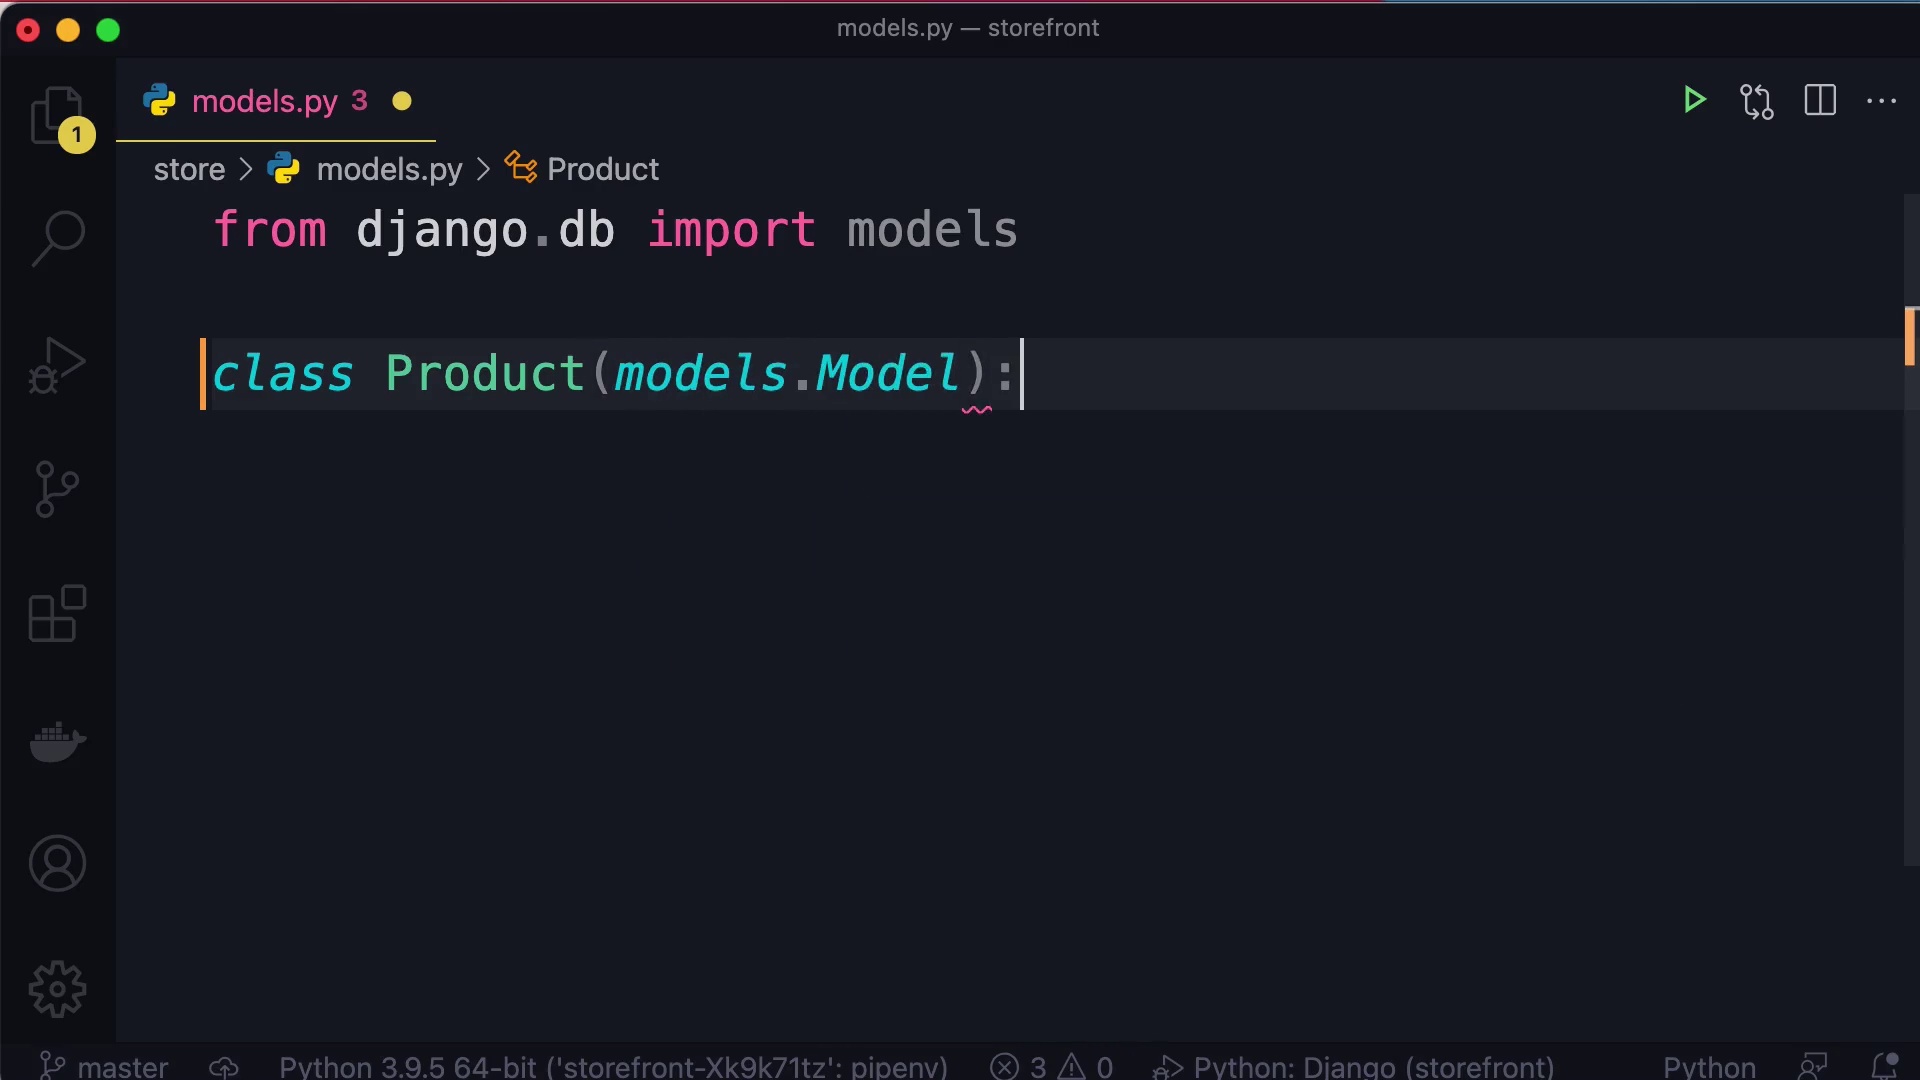 models.py — storefront
models.py 3
1
store > models.py > Product
from django.db import models
class Product(models.Model):
master
Python 3.9.5 64-bit ('storefront-Xk9k71tz': pipenv)
3
0
Python: Django (storefront)
Python